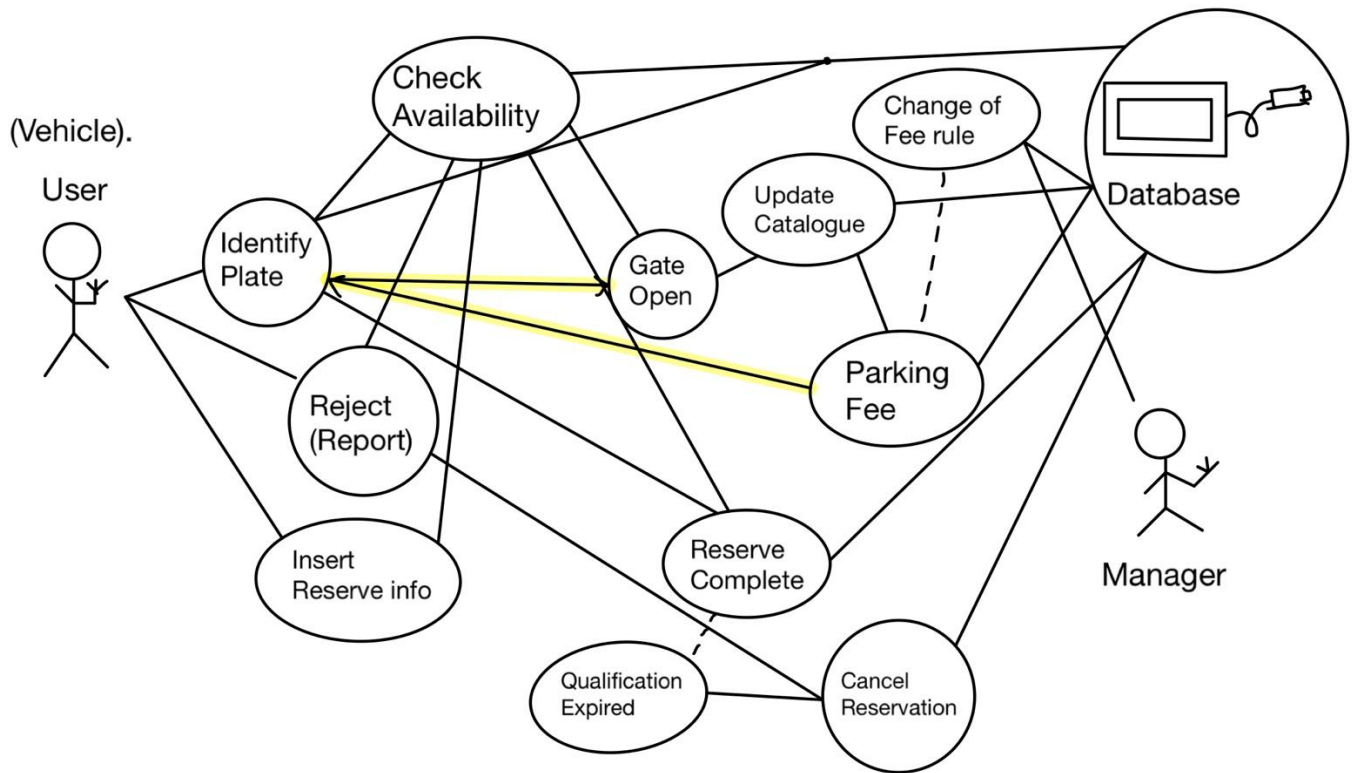 (Vehicle).
User
Check
Availability
Change of
Fee rule
Database
Update
Catalogue
Identify
Plate
Gate
Open
Parking
Fee
Reject
(Report)
Manager
Insert
Reserve info
Reserve
Complete
Qualification
Expired
Cancel
Reservation